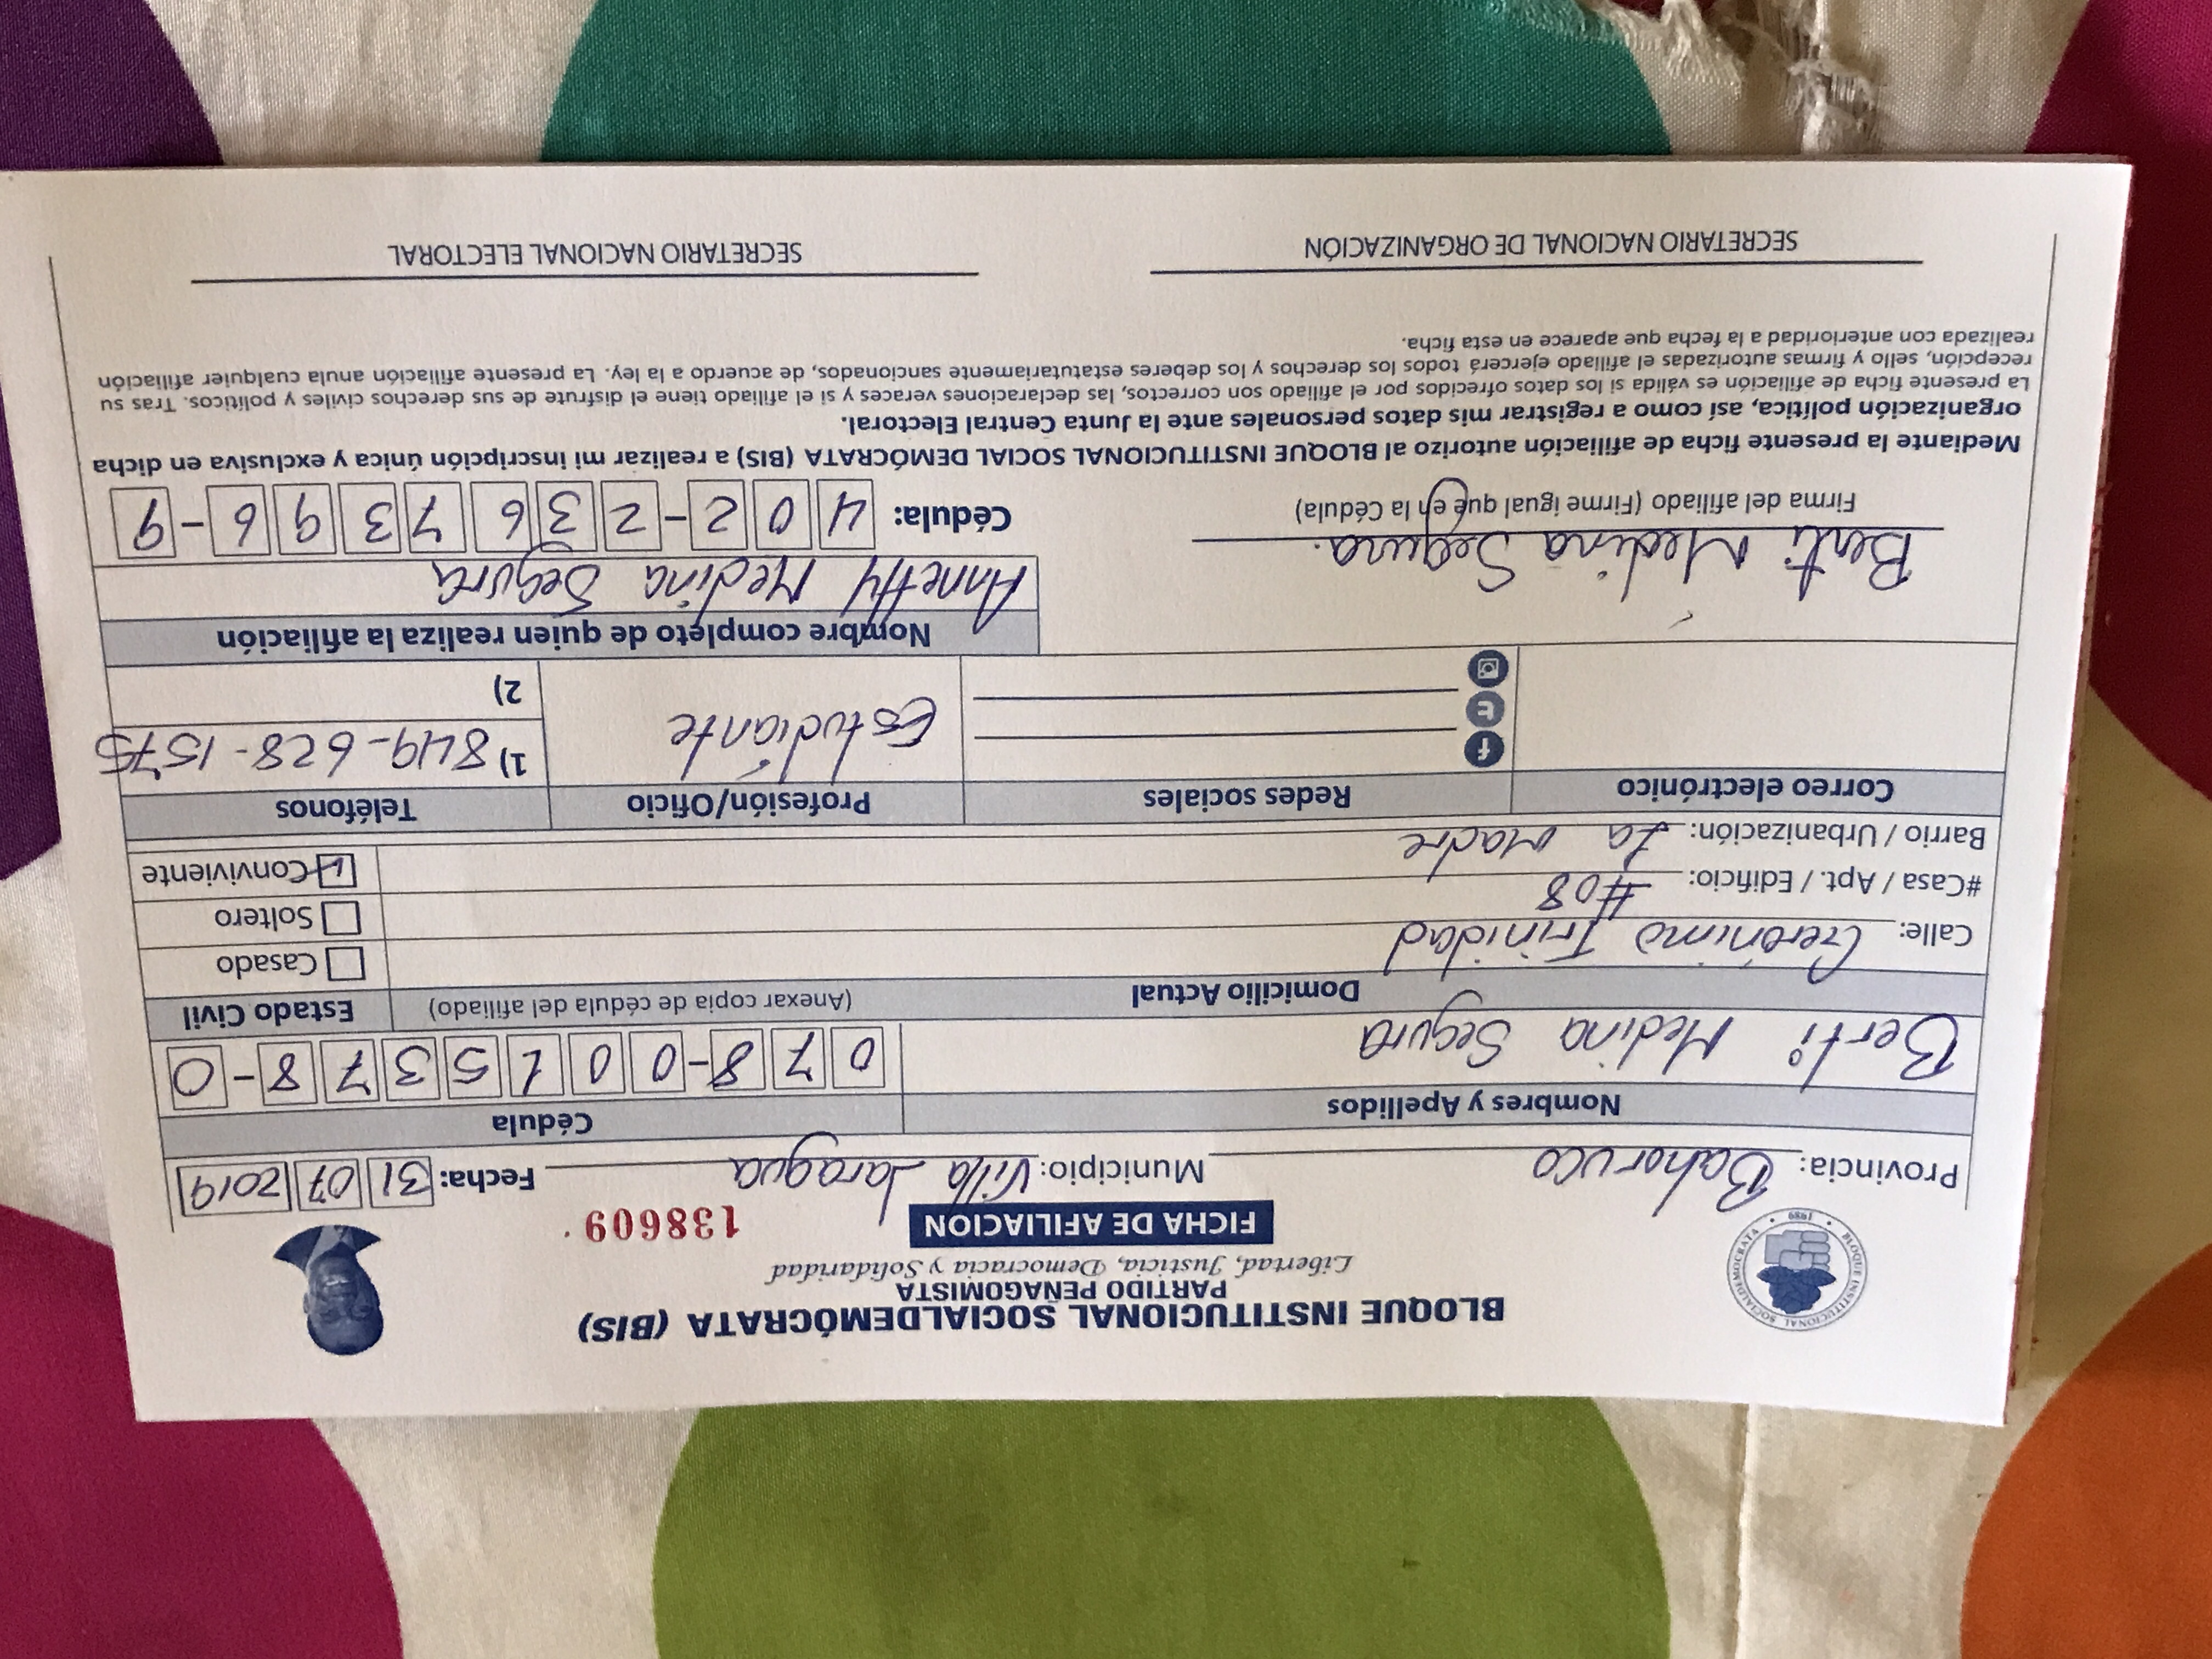 BLOQUE INSTITUCIONAL SOCIALDEMÓCRATA (BIS)
PARTIDO PEÑAGOMISTA
Libertad, Justicia, Democracia y Solidaridad
BLOQUE INSTITUCIONAL SOCIALDEMOCRATA
1989
FICHA DE AFILIACION 138609
Provincia: Bahoruco Municipio: Villa Jaragua Fecha: 31 07 2019
Nombres y Apellidos Cédula
Berti Medina Segura 078-0015378-0
Domicilio Actual (Anexar copia de cédula del afiliado) Estado Civil
Calle: Gerónimo Trinidad Casado
#Casa / Apt. / Edificio: #08 Soltero
Barrio / Urbanización: La Madre Conviviente
Correo electrónico Redes sociales Profesión/Oficio Teléfonos
Estudiante 1) 849-628-1575
2)
Nombre completo de quien realiza la afiliación
Berti Medina Segura. Annetty Medina Segura
Firma del afiliado (Firme igual que en la Cédula) Cédula: 402-2367396-9
Mediante la presente ficha de afiliación autorizo al BLOQUE INSTITUCIONAL SOCIAL DEMÓCRATA (BIS) a realizar mi inscripción única y exclusiva en dicha
organización política, así como a registrar mis datos personales ante la Junta Central Electoral.
La presente ficha de afiliación es válida si los datos ofrecidos por el afiliado son correctos, las declaraciones veraces y si el afiliado tiene el disfrute de sus derechos civiles y políticos. Tras su
recepción, sello y firmas autorizadas el afiliado ejercerá todos los derechos y los deberes estatutariamente sancionados, de acuerdo a la ley. La presente afiliación anula cualquier afiliación
realizada con anterioridad a la fecha que aparece en esta ficha.
SECRETARIO NACIONAL DE ORGANIZACIÓN SECRETARIO NACIONAL ELECTORAL